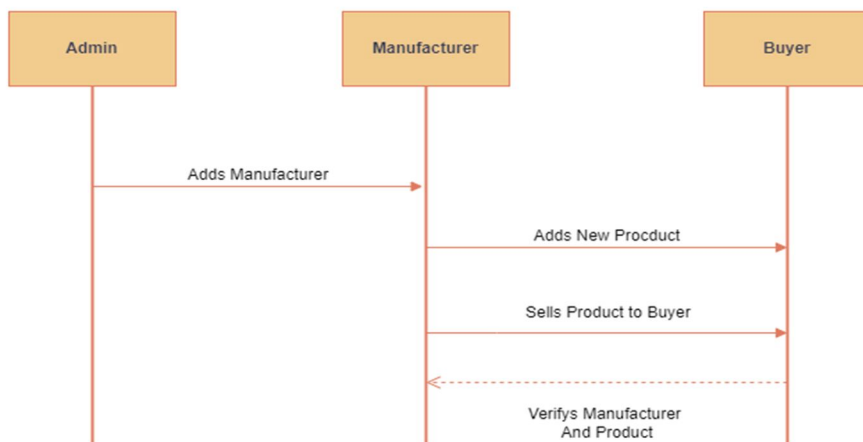 Admin
Manufacturer
Buyer
Adds Manufacturer
Adds New Procduct
Sells Product to Buyer
Verifys Manufacturer
And Product